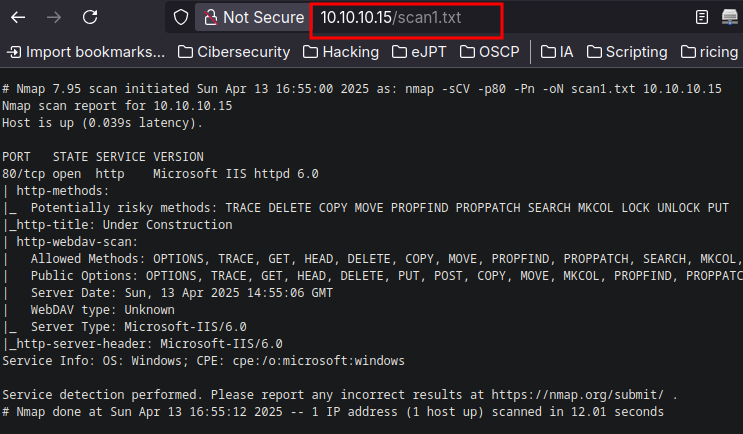 Not Secure 10.10.10.15/scan1.txt
Import bookmarks... Cibersecurity Hacking eJPT OSCP IA Scripting ricing
# Nmap 7.95 scan initiated Sun Apr 13 16:55:00 2025 as: nmap -sCV -p80 -Pn -oN scan1.txt 10.10.10.15
Nmap scan report for 10.10.10.15
Host is up (0.039s latency).
PORT   STATE SERVICE VERSION
80/tcp open  http    Microsoft IIS httpd 6.0
| http-methods:
|_  Potentially risky methods: TRACE DELETE COPY MOVE PROPFIND PROPPATCH SEARCH MKCOL LOCK UNLOCK PUT
|_http-title: Under Construction
| http-webdav-scan:
|   Allowed Methods: OPTIONS, TRACE, GET, HEAD, DELETE, COPY, MOVE, PROPFIND, PROPPATCH, SEARCH, MKCOL,
|   Public Options: OPTIONS, TRACE, GET, HEAD, DELETE, PUT, POST, COPY, MOVE, MKCOL, PROPFIND, PROPPATC
|   Server Date: Sun, 13 Apr 2025 14:55:06 GMT
|   WebDAV type: Unknown
|_  Server Type: Microsoft-IIS/6.0
|_http-server-header: Microsoft-IIS/6.0
Service Info: OS: Windows; CPE: cpe:/o:microsoft:windows
Service detection performed. Please report any incorrect results at https://nmap.org/submit/ .
# Nmap done at Sun Apr 13 16:55:12 2025 -- 1 IP address (1 host up) scanned in 12.01 seconds